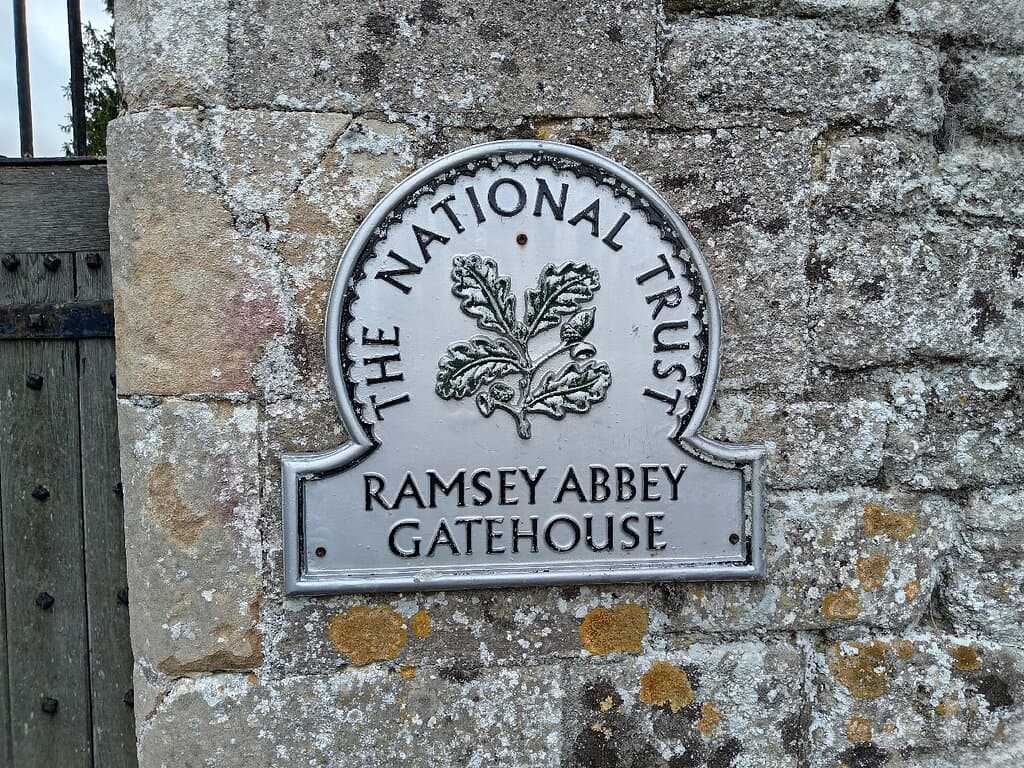 THE NATIONAL TRUST
RAMSEY ABBEY
GATEHOUSE